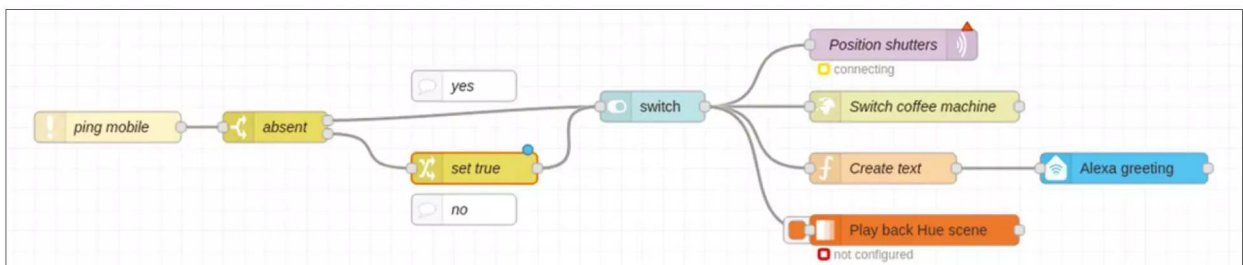 Position shutters
connecting
yes
switch
Switch coffee machine
ping mobile
absent
set true
Create text
Alexa greeting
no
Play back Hue scene
not configured